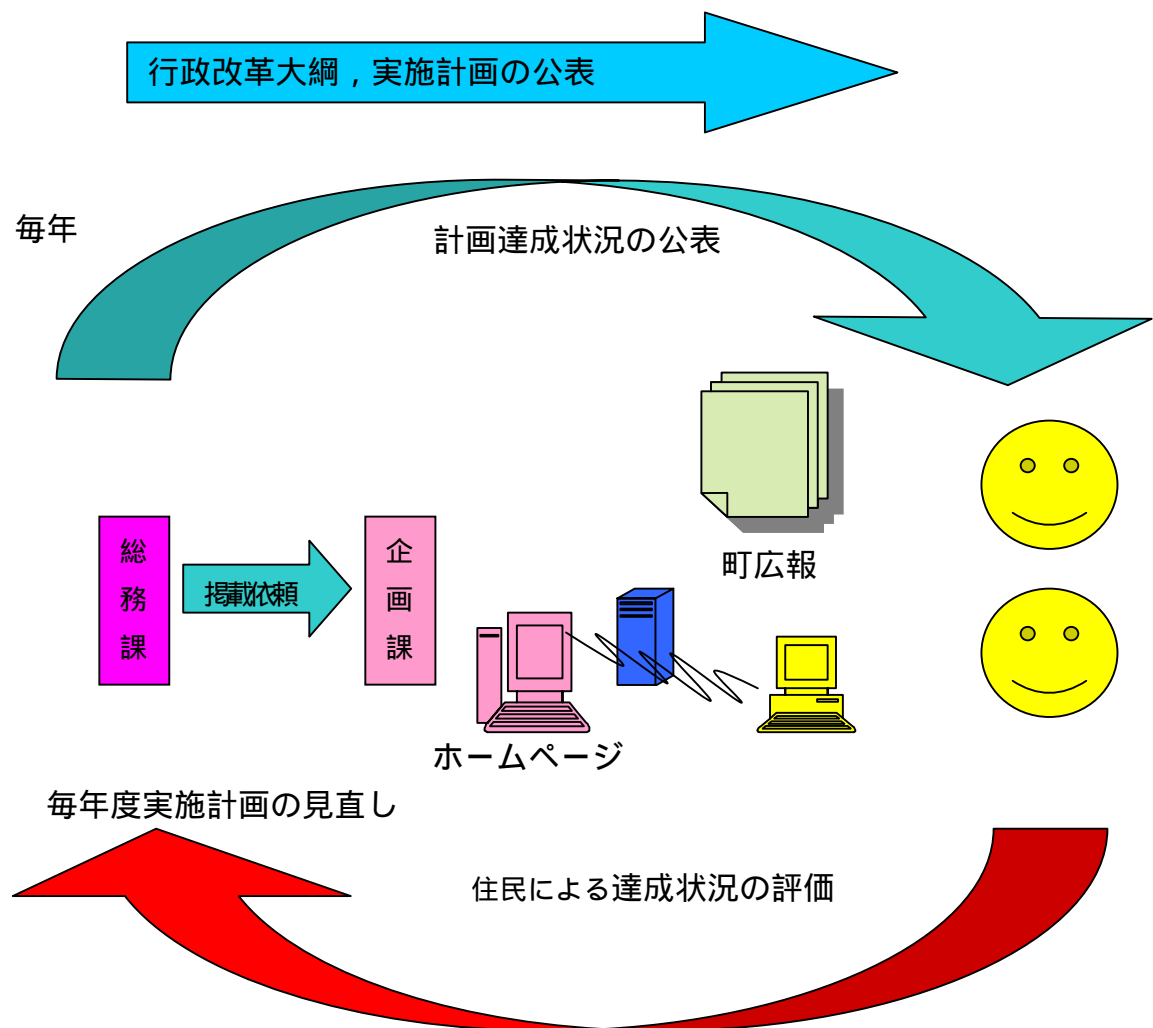 行政改革大綱，実施計画の公表
毎年
計画達成状況の公表
総務課
掲載依頼
企画課
町広報
ホームページ
毎年度実施計画の見直し
住民による達成状況の評価